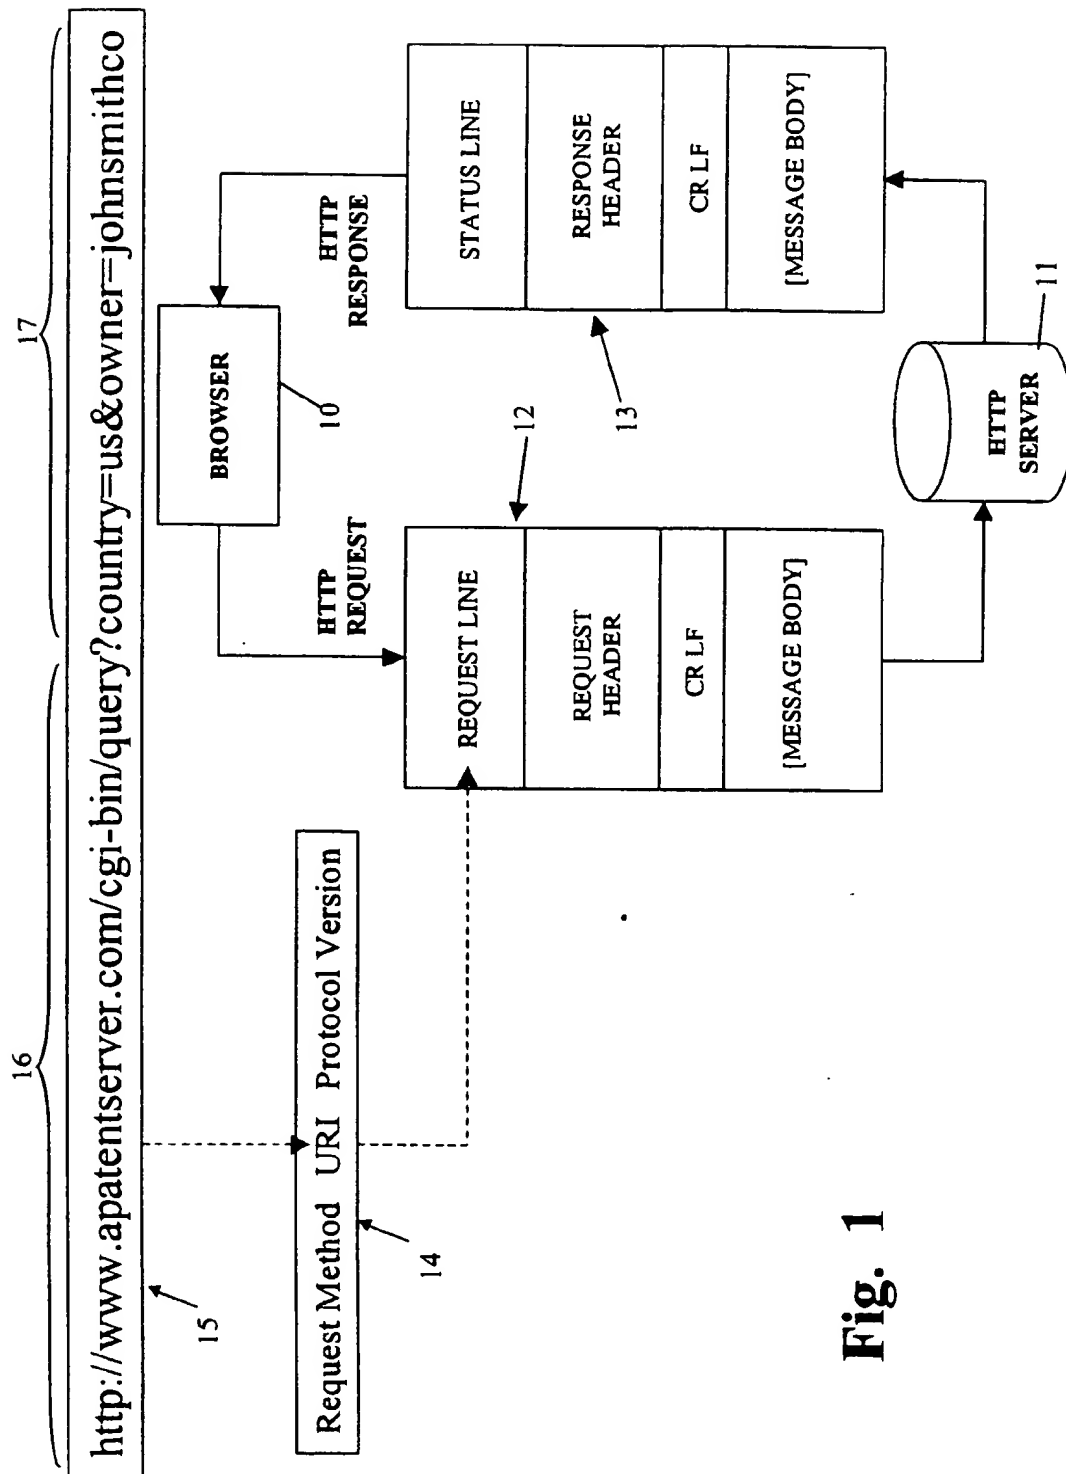 16
17
http://www.apatentserver.com/cgi-bin/query?country=us&owner=johnsmithco
15
Request Method URI Protocol Version
14
BROWSER
10
HTTP
REQUEST
HTTP
RESPONSE
12
REQUEST LINE
REQUEST
HEADER
CR LF
[MESSAGE BODY]
13
STATUS LINE
RESPONSE
HEADER
CR LF
[MESSAGE BODY]
HTTP
SERVER
11
Fig. 1